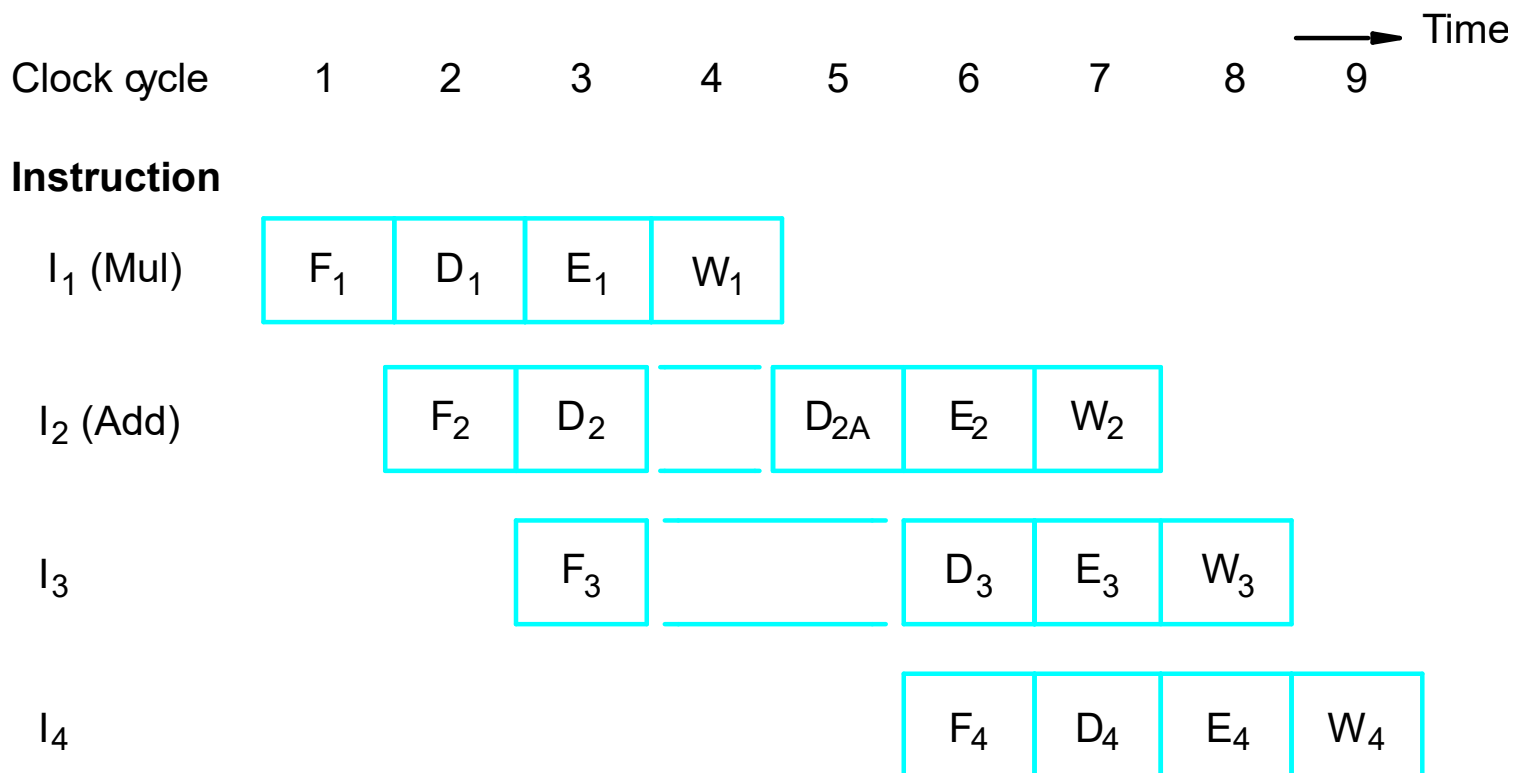 Time
Clock cycle 1 2 3 4 5 6 7 8 9
Instruction
I1 (Mul) F1 D1 E1 W1
I2 (Add) F2 D2 D2A E2 W2
I3 F3 D3 E3 W3
I4 F4 D4 E4 W4